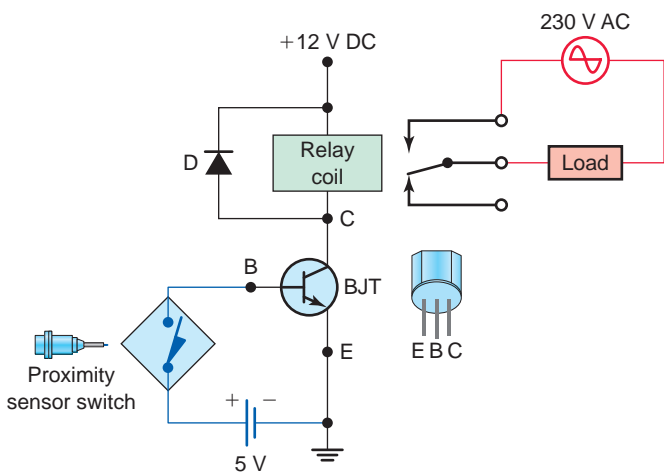 230 V AC
+12 V DC
D
Relay
coil
Load
C
B
BJT
E B C
E
Proximity
sensor switch
+ −
5 V